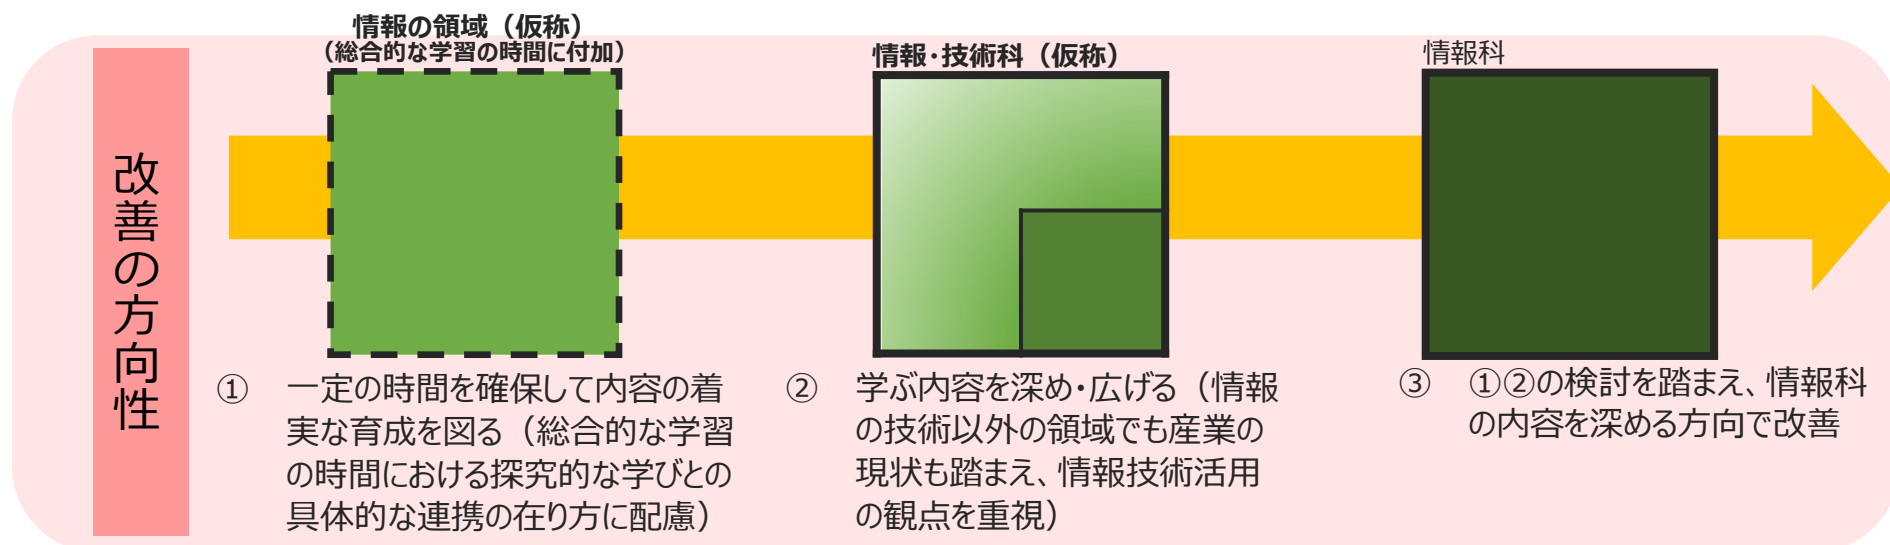 改善の方向性
情報の領域（仮称）
（総合的な学習の時間に付加）
① 一定の時間を確保して内容の着
実な育成を図る（総合的な学習
の時間における探究的な学びとの
具体的な連携の在り方に配慮）
情報・技術科（仮称）
② 学ぶ内容を深め・広げる（情報
の技術以外の領域でも産業の
現状も踏まえ、情報技術活用
の観点を重視）
情報科
③ ①②の検討を踏まえ、情報科
の内容を深める方向で改善